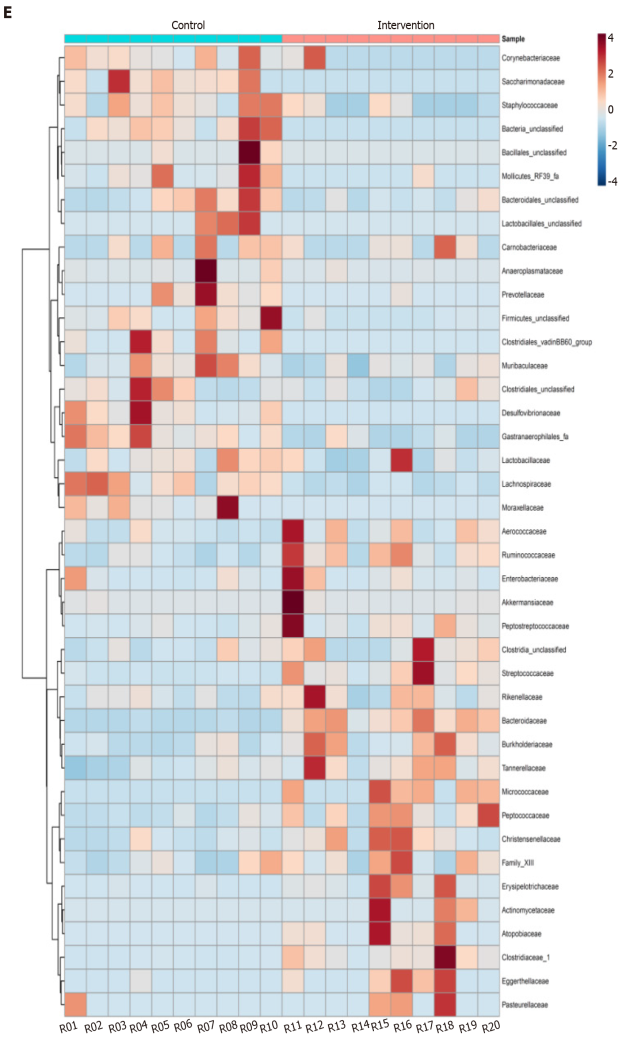 E
Control Intervention
Sample
4
2
0
-2
-4
Corynebacteriaceae
Saccharimonadaceae
Staphylococcaceae
Bacteria_unclassified
Bacillales_unclassified
Mollicutes_RF39_fa
Bacteroidales_unclassified
Lactobacillales_unclassified
Carnobacteriaceae
Anaeroplasmataceae
Prevotellaceae
Firmicutes_unclassified
Clostridiales_vadinBB60_group
Muribaculaceae
Clostridiales_unclassified
Desulfovibrionaceae
Gastranaerophilales_fa
Lactobacillaceae
Lachnospiraceae
Moraxellaceae
Aerococcaceae
Ruminococcaceae
Enterobacteriaceae
Akkermansiaceae
Peptostreptococcaceae
Clostridia_unclassified
Streptococcaceae
Rikenellaceae
Bacteroidaceae
Burkholderiaceae
Tannerellaceae
Micrococcaceae
Peptococcaceae
Christensenellaceae
Family_XIII
Erysipelotrichaceae
Actinomycetaceae
Atopobiaceae
Clostridiaceae_1
Eggerthellaceae
Pasteurellaceae
R01 R02 R03 R04 R05 R06 R07 R08 R09 R10 R11 R12 R13 R14 R15 R16 R17 R18 R19 R20